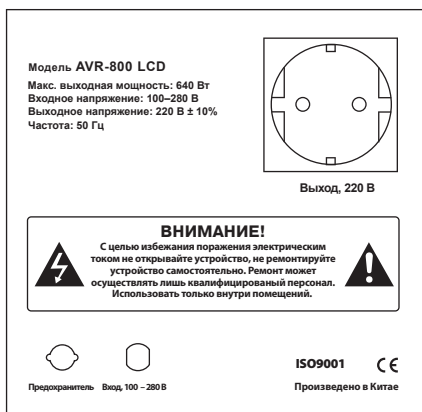 Модель AVR-800 LCD
Макс. выходная мощность: 640 Вт
Входное напряжение: 100–280 В
Выходное напряжение: 220 В ± 10%
Частота: 50 Гц
Выход, 220 В
ВНИМАНИЕ!
С целью избежания поражения электрическим
током не открывайте устройство, не ремонтируйте
устройство самостоятельно. Ремонт может
осуществлять лишь квалифицированый персонал.
Использовать только внутри помещений.
Предохранитель Вход, 100 – 280 В
ISO9001 CE
Произведено в Китае